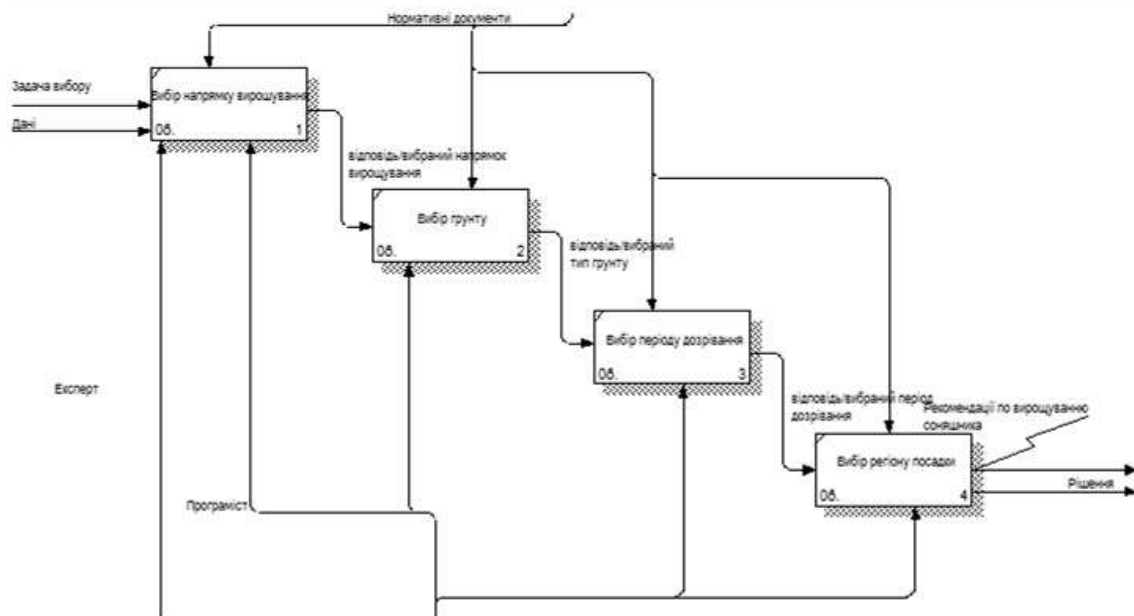 Нормативні документи
Задача вибору
Дані
Вибір напрямку вирощування
0б. 1
відповідь/вибраний напрямок
вирощування
Вибір грунту
0б. 2
відповідь/вибраний
тип грунту
Вибір періоду дозрівання
0б. 3
відповідь/вибраний період
дозрівання
Експерт
Рекомендації по вирощуванню
соняшника
Вибір регіону посадки
0б. 4
Рішення
Програміст